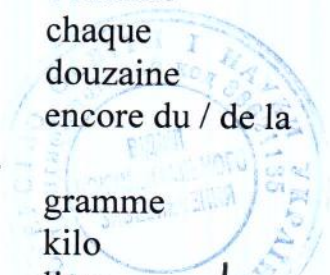 chaque
douzaine
encore du / de la
gramme
kilo